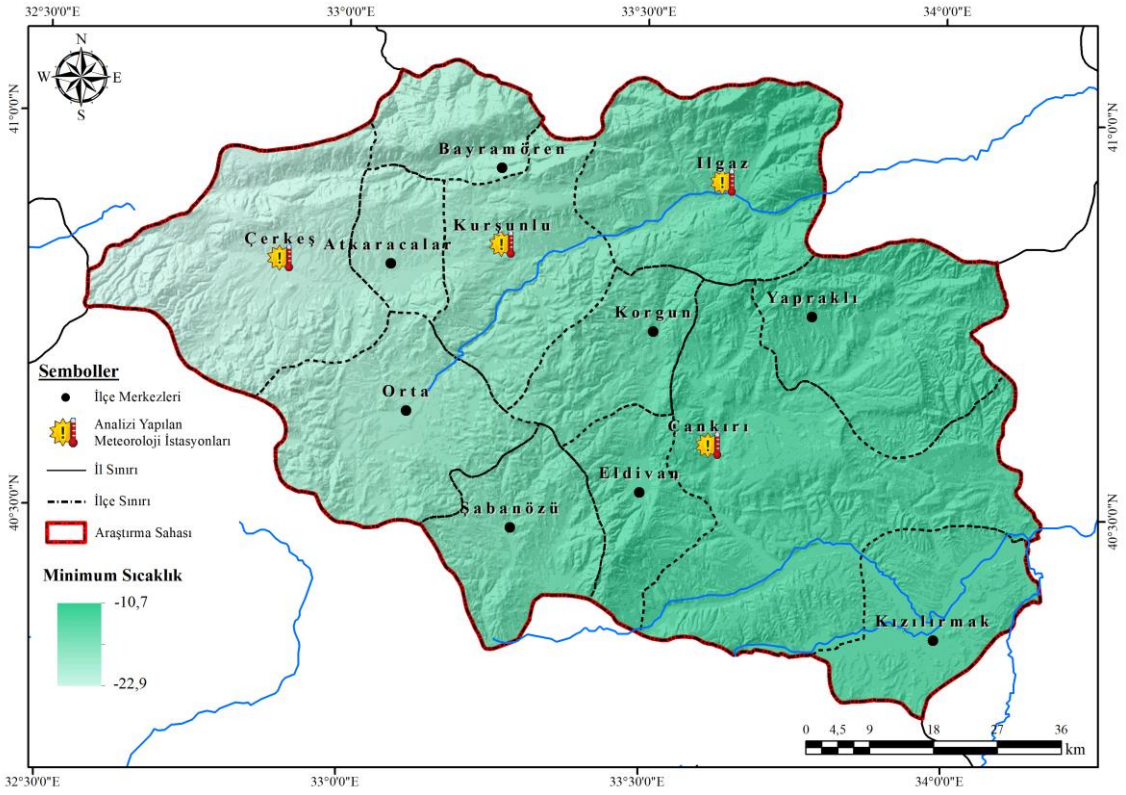 32°30'0"E
33°0'0"E
33°30'0"E
34°0'0"E
N
W
E
S
41°0'0"N
41°0'0"N
Bayramören
Ilgaz
Çerkeş
Atkaracalar
Kurşunlu
Korgun
Yapraklı
Orta
Çankırı
Eldivan
Şabanözü
Kızılırmak
40°30'0"N
40°30'0"N
Semboller
İlçe Merkezleri
Analizi Yapılan
Meteoroloji İstasyonları
İl Sınırı
İlçe Sınırı
Araştırma Sahası
Minimum Sıcaklık
-10,7
-22,9
0 4,5 9 18 27 36
km
32°30'0"E
33°0'0"E
33°30'0"E
34°0'0"E